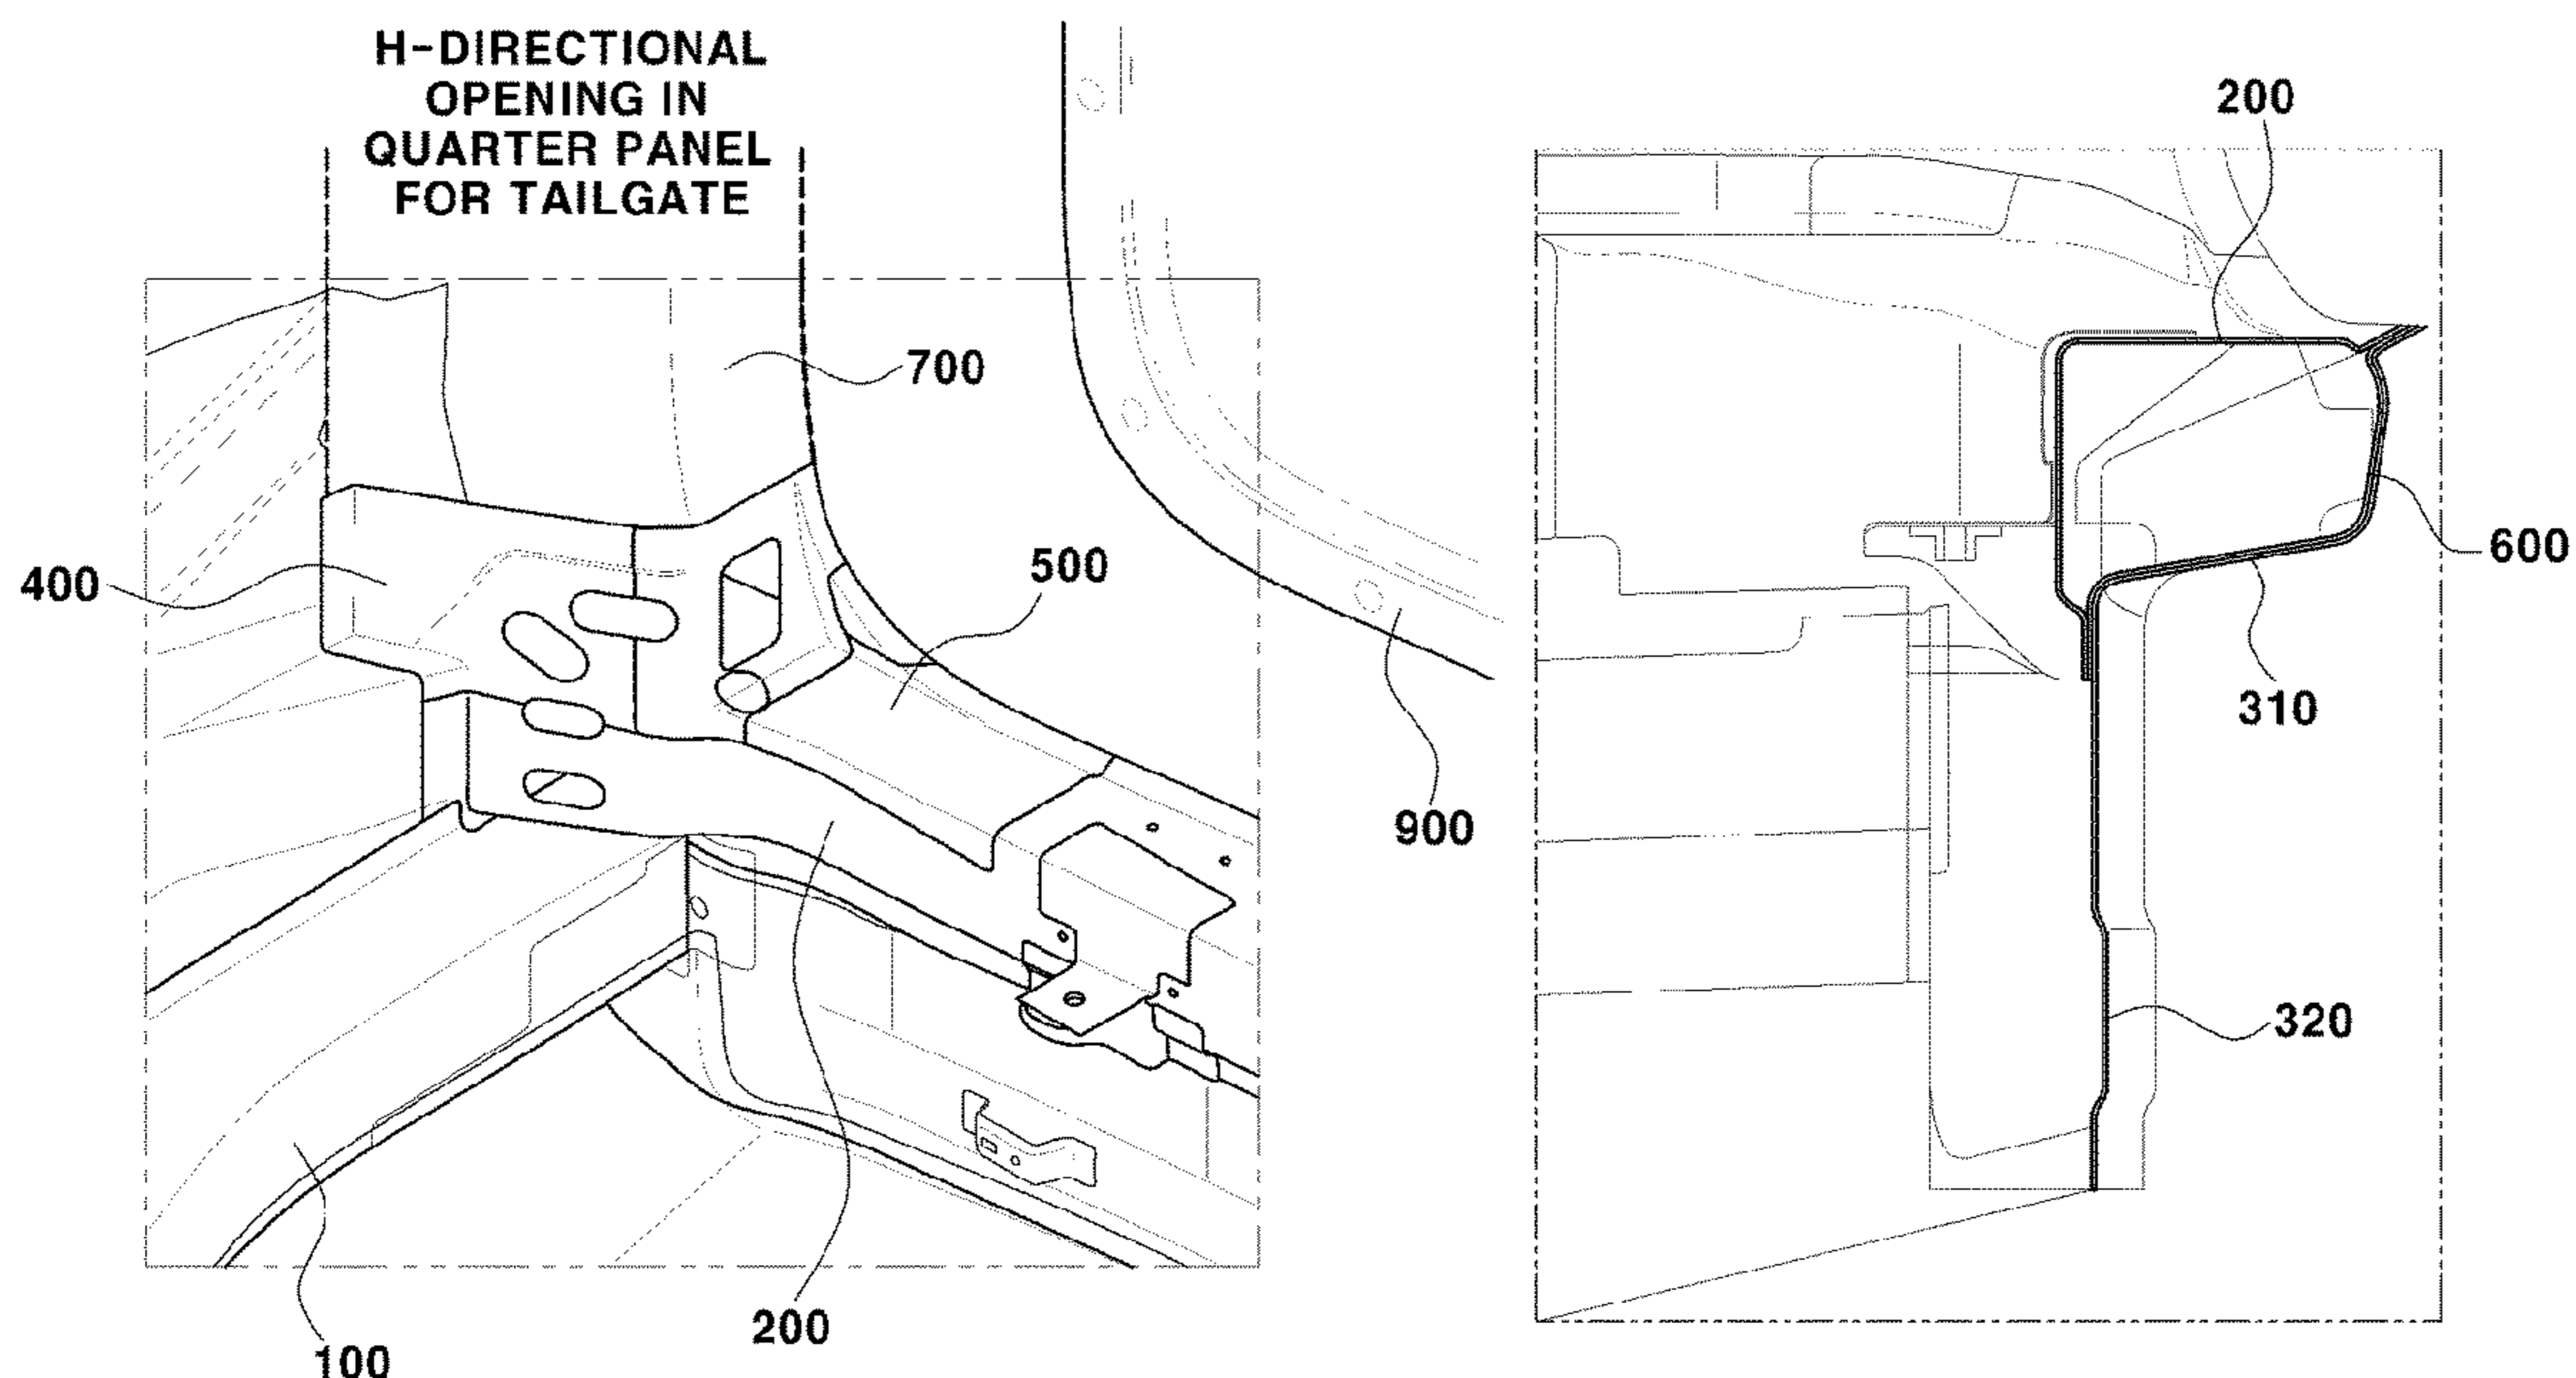 H-DIRECTIONAL
OPENING IN
QUARTER PANEL
FOR TAILGATE
700
400
500
900
200
100
200
600
310
320